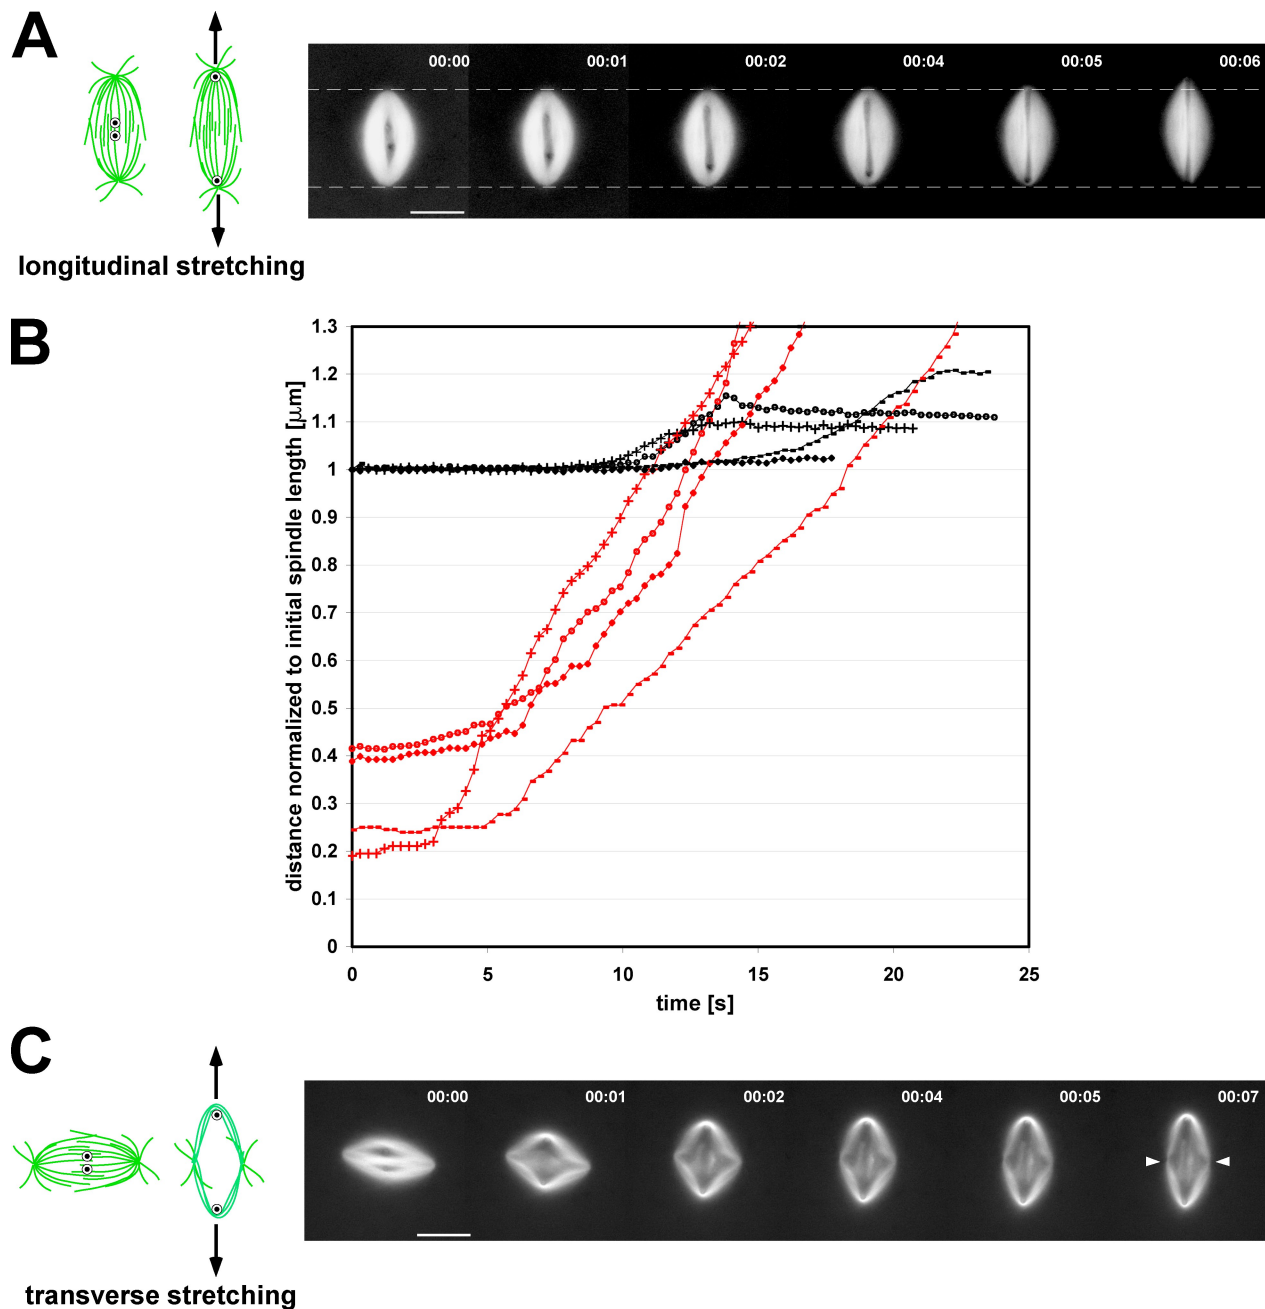 A
00:00 00:01 00:02 00:04 00:05 00:06
longitudinal stretching
B
distance normalized to initial spindle length [μm]
1.3
1.2
1.1
1
0.9
0.8
0.7
0.6
0.5
0.4
0.3
0.2
0.1
0
0 5 10 15 20 25
time [s]
C
00:00 00:01 00:02 00:04 00:05 00:07
transverse stretching